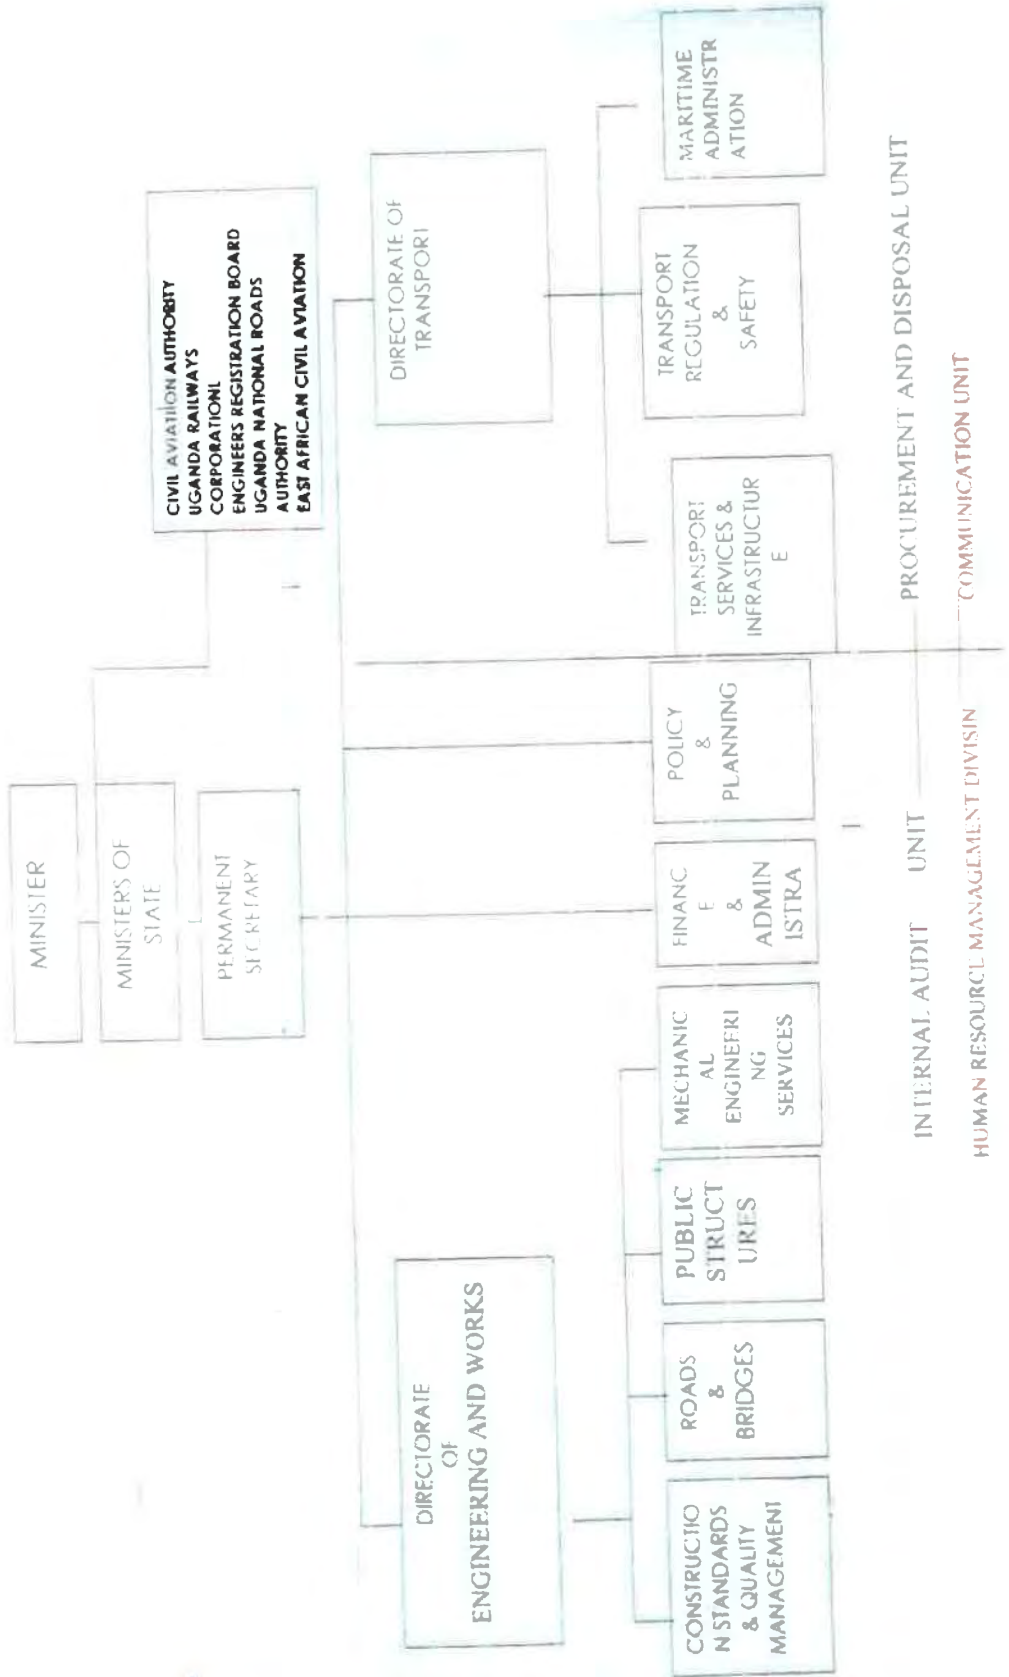 MINISTER
MINISTERS OF
STATE
PERMANENT
SECRETARY
CIVIL AVIATION AUTHORITY
UGANDA RAILWAYS
CORPORATIONL
ENGINEERS REGISTRATION BOARD
UGANDA NATIONAL ROADS
AUTHORITY
EAST AFRICAN CIVIL AVIATION
DIRECTORATE
OF
ENGINEERING AND WORKS
DIRECTORATE OF
TRANSPORT
CONSTRUCTIO
N STANDARDS
& QUALITY
MANAGEMENT
ROADS
&
BRIDGES
PUBLIC
STRUCT
URES
MECHANIC
AL
ENGINEERI
NG
SERVICES
FINANC
E
&
ADMIN
ISTRA
POLICY
&
PLANNING
TRANSPORT
SERVICES &
INFRASTRUCTUR
E
TRANSPORT
REGULATION
&
SAFETY
MARITIME
ADMINISTR
ATION
INTERNAL AUDIT UNIT
PROCUREMENT AND DISPOSAL UNIT
HUMAN RESOURCE MANAGEMENT DIVISIN
COMMUNICATION UNIT